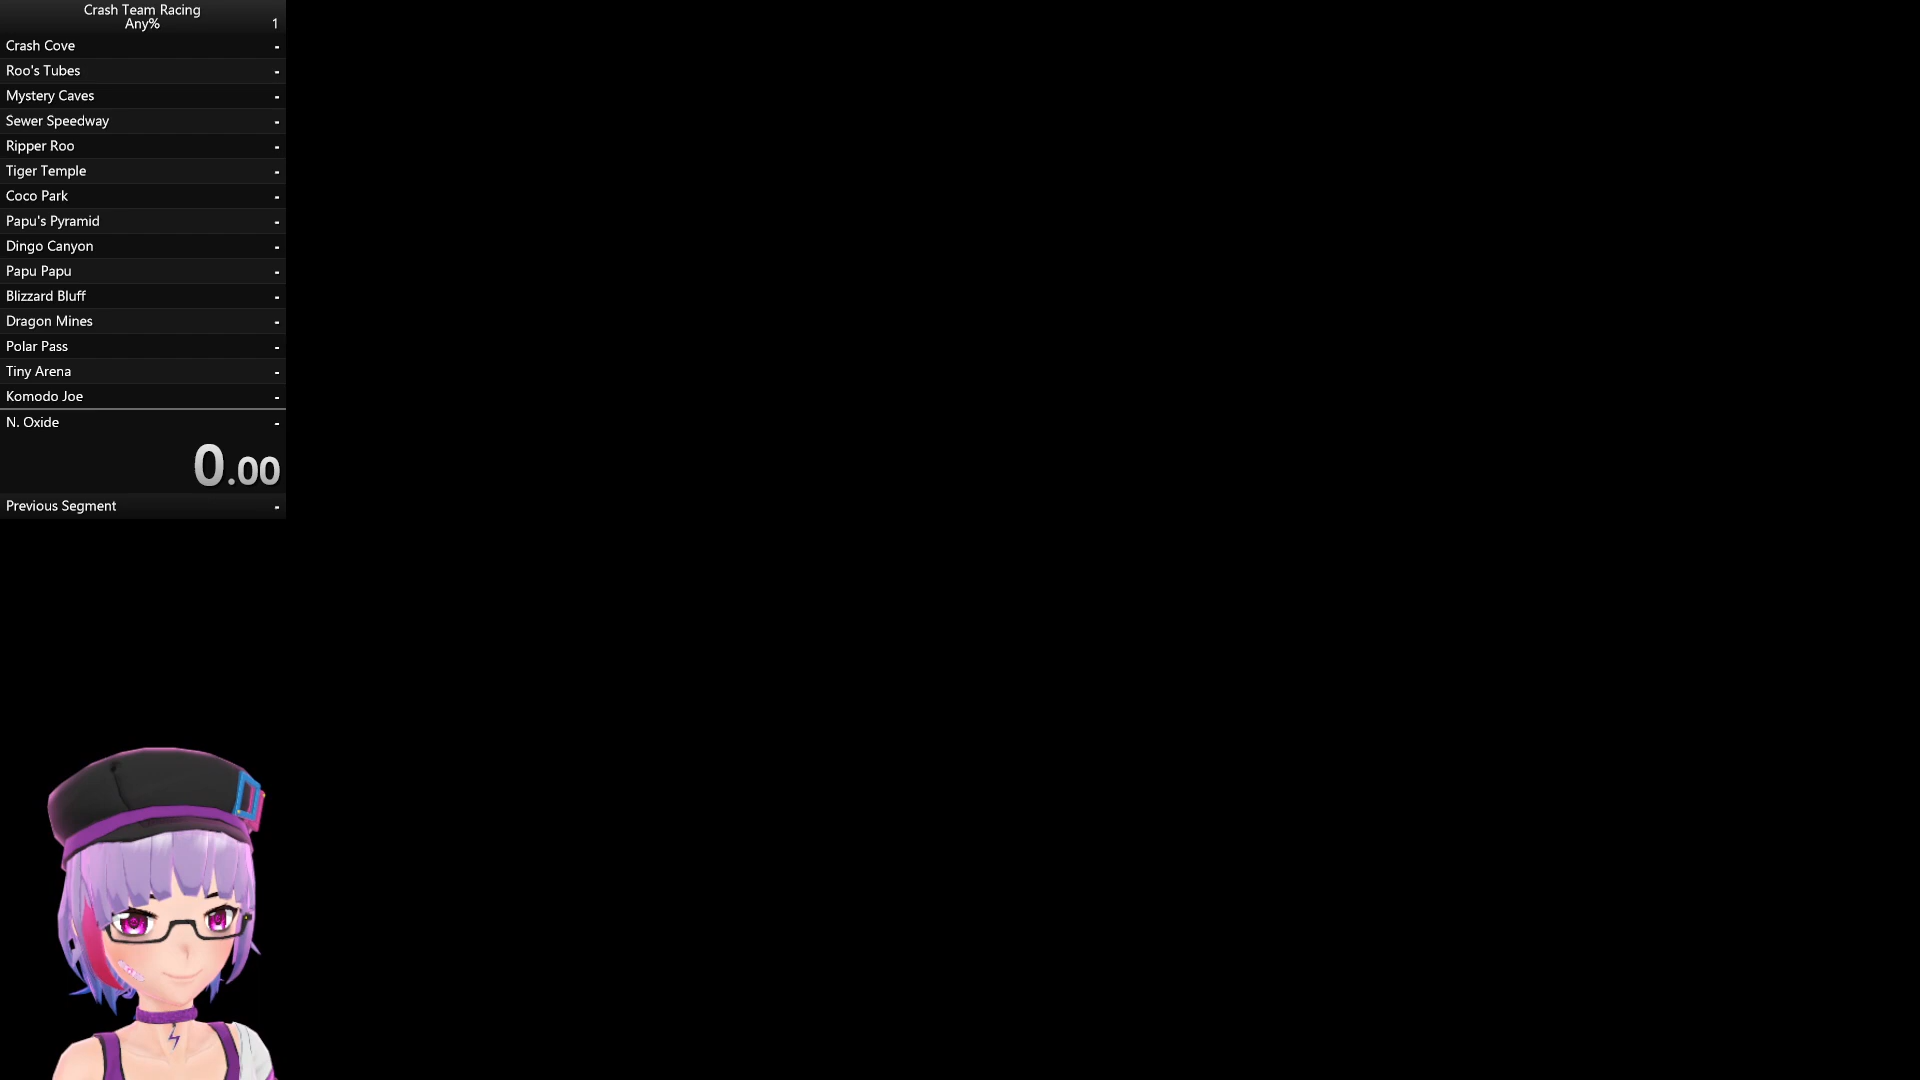 Crash Team Racing
Any% 1
Crash Cove -
Roo's Tubes -
Mystery Caves -
Sewer Speedway -
Ripper Roo -
Tiger Temple -
Coco Park -
Papu's Pyramid -
Dingo Canyon -
Papu Papu -
Blizzard Bluff -
Dragon Mines -
Polar Pass -
Tiny Arena -
Komodo Joe -
N. Oxide -
0.00
Previous Segment -